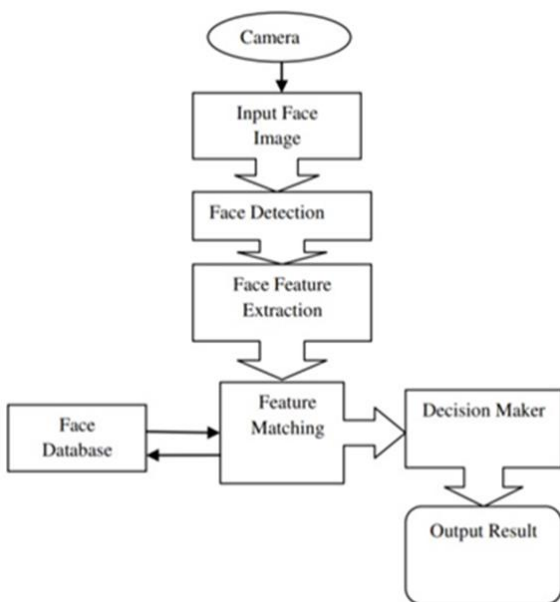 Camera
Input Face
Image
Face Detection
Face Feature
Extraction
Feature
Matching
Face
Database
Decision Maker
Output Result